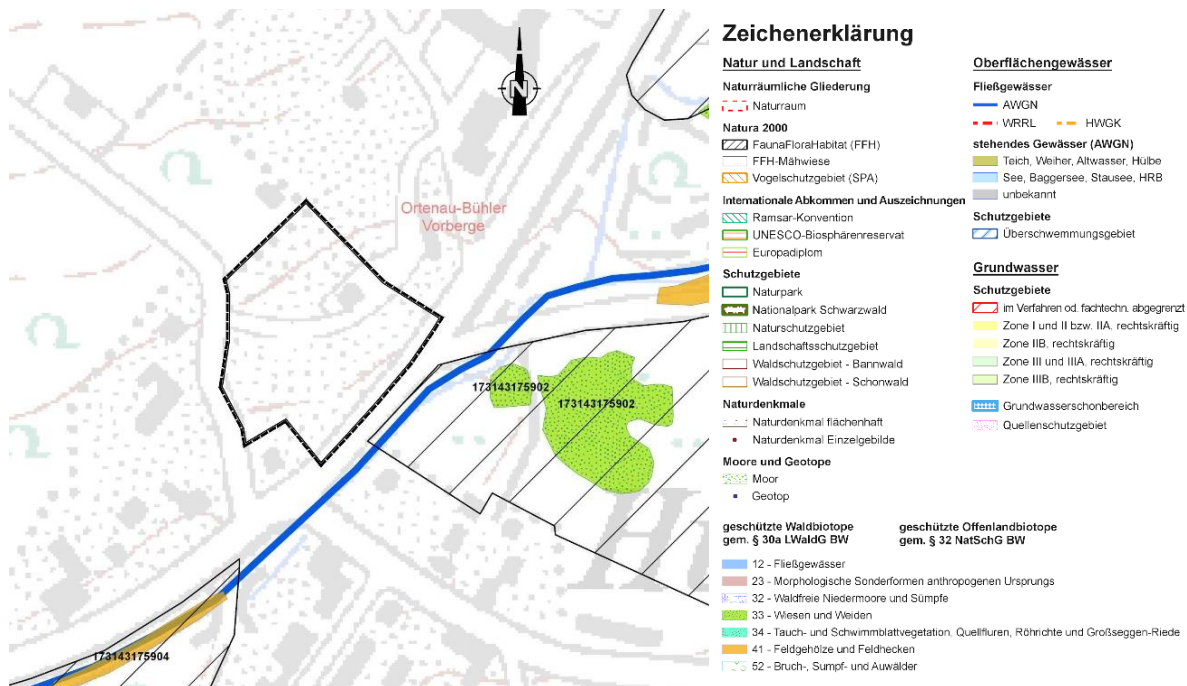 N
Ortenau-Bühler
Vorberge
173143175902
173143175902
173143175904
Zeichenerklärung
Natur und Landschaft
Naturräumliche Gliederung
Naturraum
Natura 2000
FaunaFloraHabitat (FFH)
FFH-Mähwiese
Vogelschutzgebiet (SPA)
Internationale Abkommen und Auszeichnungen
Ramsar-Konvention
UNESCO-Biosphärenreservat
Europadiplom
Schutzgebiete
Naturpark
Nationalpark Schwarzwald
Naturschutzgebiet
Landschaftsschutzgebiet
Waldschutzgebiet - Bannwald
Waldschutzgebiet - Schonwald
Naturdenkmale
Naturdenkmal flächenhaft
Naturdenkmal Einzelgebilde
Moore und Geotope
Moor
Geotop
Oberflächengewässer
Fließgewässer
AWGN
WRRL HWGK
stehendes Gewässer (AWGN)
Teich, Weiher, Altwasser, Hülbe
See, Baggersee, Stausee, HRB
unbekannt
Schutzgebiete
Überschwemmungsgebiet
Grundwasser
Schutzgebiete
im Verfahren od. fachtechn. abgegrenzt
Zone I und II bzw. IIA, rechtskräftig
Zone IIB, rechtskräftig
Zone III und IIIA, rechtskräftig
Zone IIIB, rechtskräftig
Grundwasserschonbereich
Quellenschutzgebiet
geschützte Waldbiotope
gem. § 30a LWaldG BW
geschützte Offenlandbiotope
gem. § 32 NatSchG BW
12 - Fließgewässer
23 - Morphologische Sonderformen anthropogenen Ursprungs
32 - Waldfreie Niedermoore und Sümpfe
33 - Wiesen und Weiden
34 - Tauch- und Schwimmblattvegetation, Quellfluren, Röhrichte und Großseggen-Riede
41 - Feldgehölze und Feldhecken
52 - Bruch-, Sumpf- und Auwälder